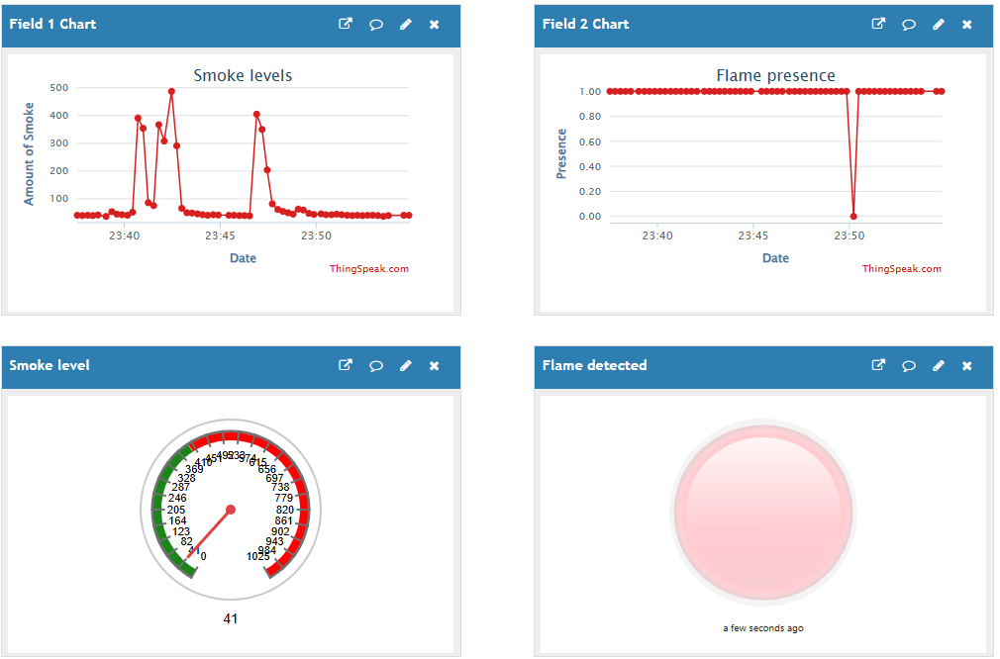 Field 1 Chart
Smoke levels
Amount of Smoke
500
400
300
200
100
23:40 23:45 23:50
Date
ThingSpeak.com
Field 2 Chart
Flame presence
Presence
1.00
0.80
0.60
0.40
0.20
0.00
23:40 23:45 23:50
Date
ThingSpeak.com
Smoke level
0
41
82
123
164
205
246
287
328
369
410
451
492
533
574
615
656
697
738
779
820
861
902
943
984
1025
41
Flame detected
a few seconds ago